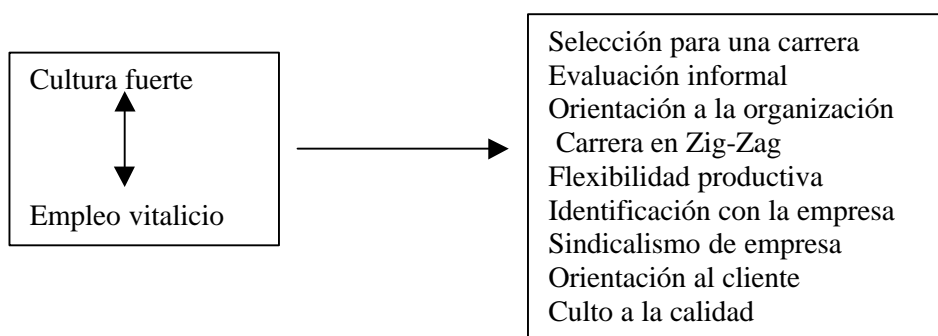 Cultura fuerte
Empleo vitalicio
Selección para una carrera
Evaluación informal
Orientación a la organización
Carrera en Zig-Zag
Flexibilidad productiva
Identificación con la empresa
Sindicalismo de empresa
Orientación al cliente
Culto a la calidad